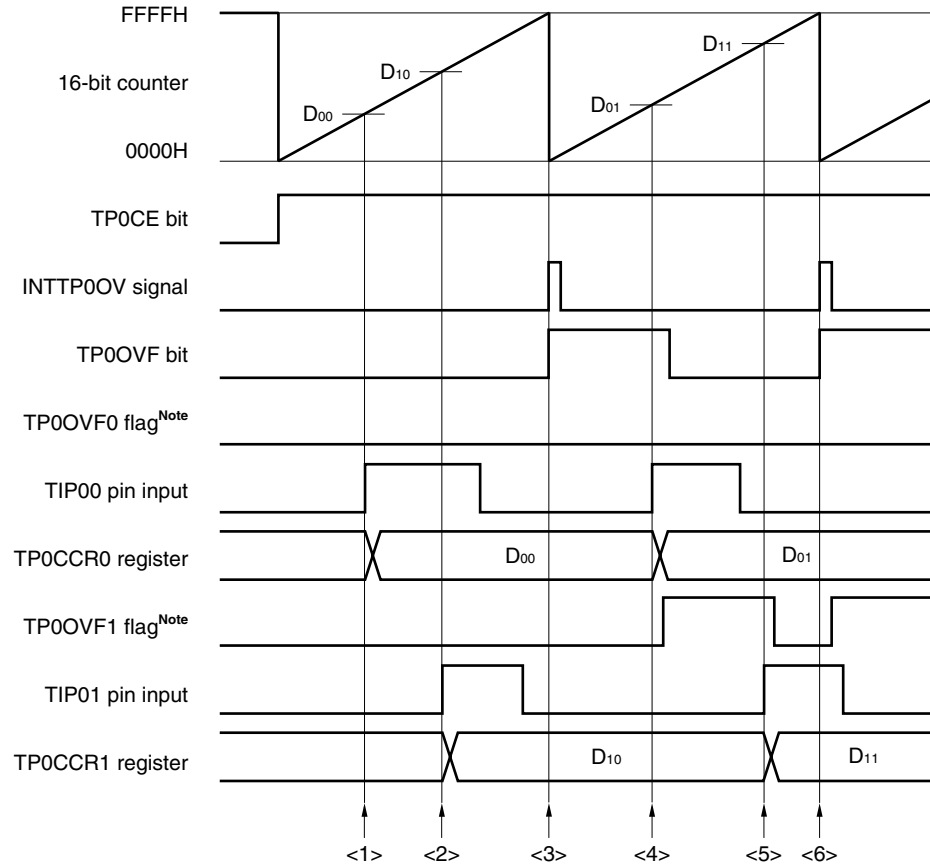 FFFFH
16-bit counter
0000H
D00
D10
D01
D11
TP0CE bit
INTTP0OV signal
TP0OVF bit
TP0OVF0 flagNote
TIP00 pin input
TP0CCR0 register
D00
D01
TP0OVF1 flagNote
TIP01 pin input
TP0CCR1 register
D10
D11
<1> <2> <3> <4> <5> <6>